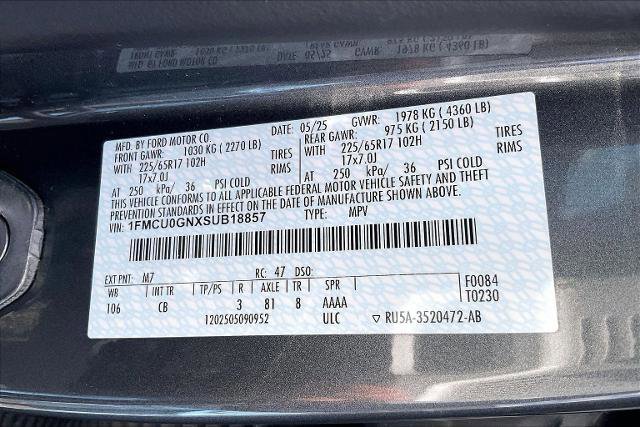 MFD. BY FORD MOTOR CO. DATE: 05/25 GVWR: 1978 KG ( 4360 LB)
FRONT GAWR: 1030 KG ( 2270 LB) REAR GAWR: 975 KG ( 2150 LB)
WITH 225/65R17 102H TIRES WITH 225/65R17 102H TIRES
17x7.0J RIMS 17x7.0J RIMS
AT 250 kPa/ 36 PSI COLD AT 250 kPa/ 36 PSI COLD
THIS VEHICLE CONFORMS TO ALL APPLICABLE FEDERAL MOTOR VEHICLE SAFETY AND THEFT
PREVENTION STANDARDS IN EFFECT ON THE DATE OF MANUFACTURE SHOWN ABOVE.
VIN: 1FMCU0GNXSUB18857 TYPE: MPV
EXT PNT: M7 RC: 47 DSO:
WB INT TR TP/PS R AXLE TR SPR F0084
106 CB 3 81 8 AAAA T0230
1202505090952 ULC ▽ RU5A-3520472-AB